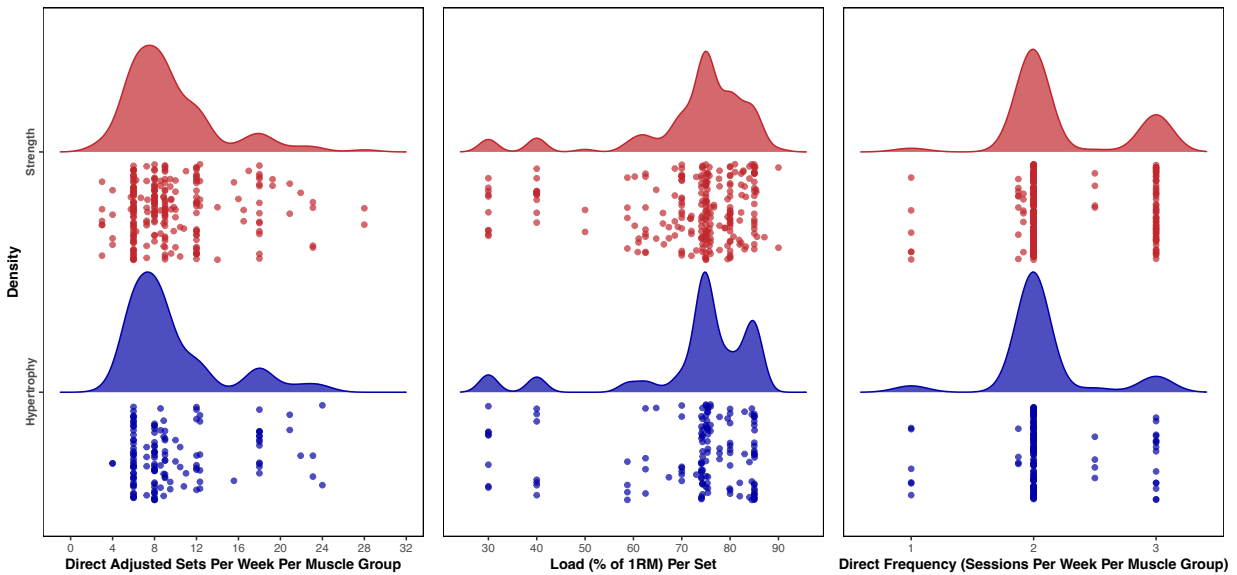 Density
Strength
Hypertrophy
0 4 8 12 16 20 24 28 32
Direct Adjusted Sets Per Week Per Muscle Group
30 40 50 60 70 80 90
Load (% of 1RM) Per Set
1 2 3
Direct Frequency (Sessions Per Week Per Muscle Group)